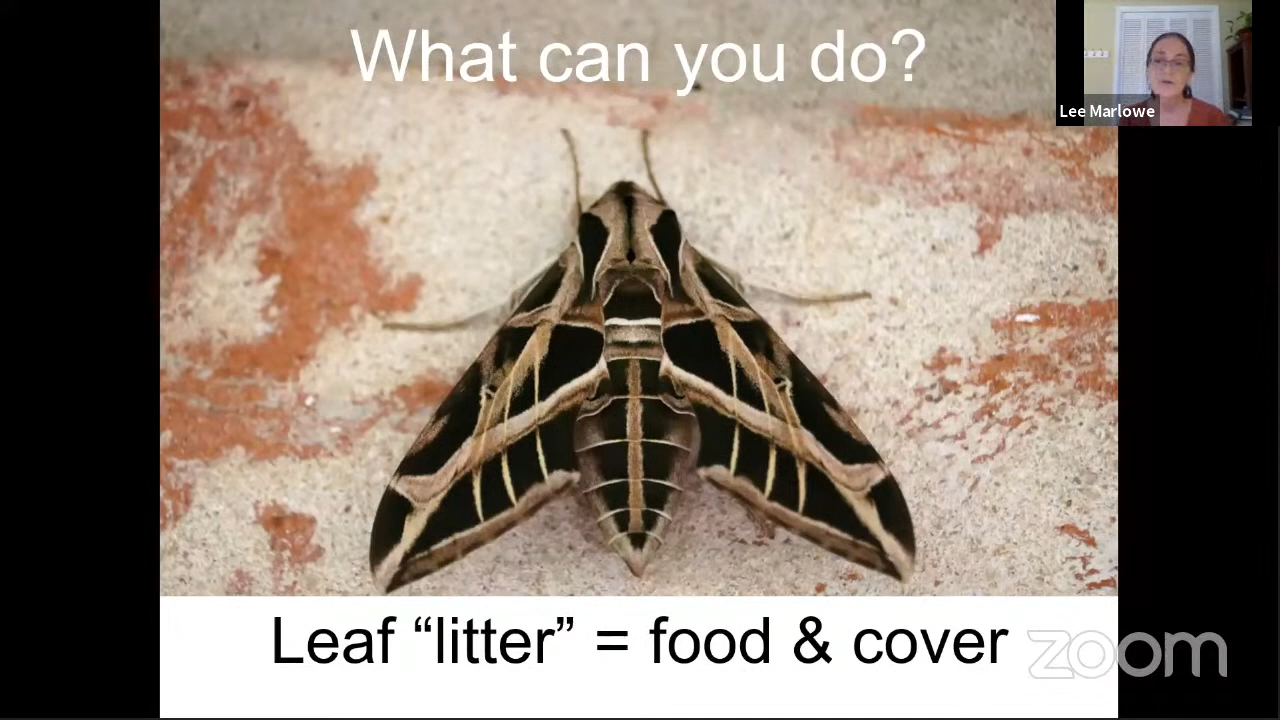 What can you do?
Lee Marlowe
Leaf “litter” = food & cover
zoom